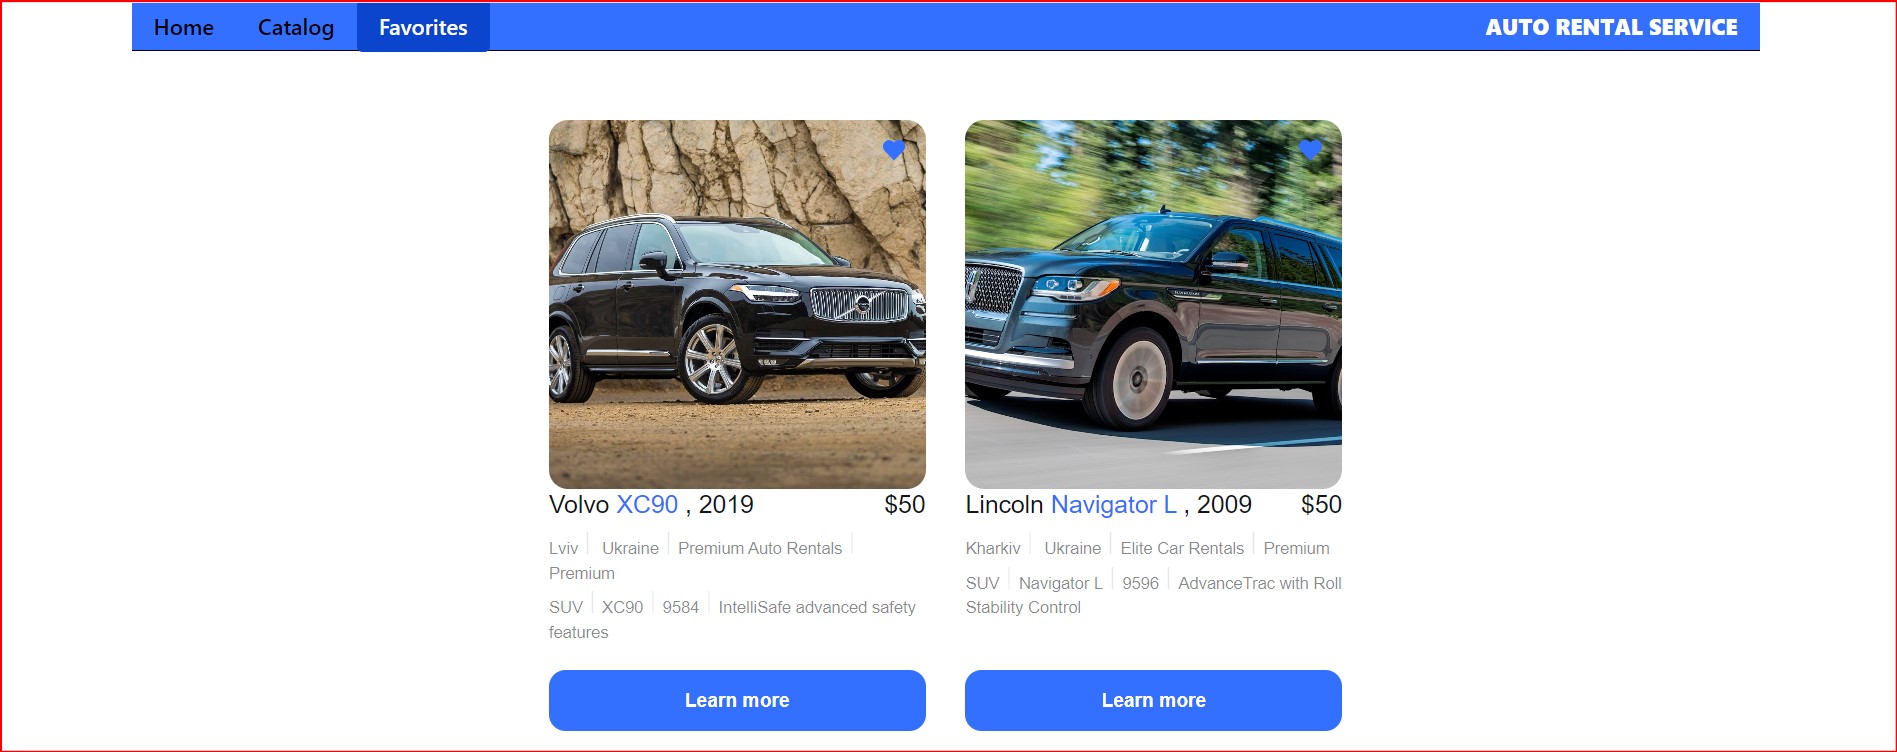 Home Catalog Favorites AUTO RENTAL SERVICE
Volvo XC90 , 2019 $50
Lviv Ukraine Premium Auto Rentals
Premium
SUV XC90 9584 IntelliSafe advanced safety
features
Learn more
Lincoln Navigator L , 2009 $50
Kharkiv Ukraine Elite Car Rentals Premium
SUV Navigator L 9596 AdvanceTrac with Roll
Stability Control
Learn more